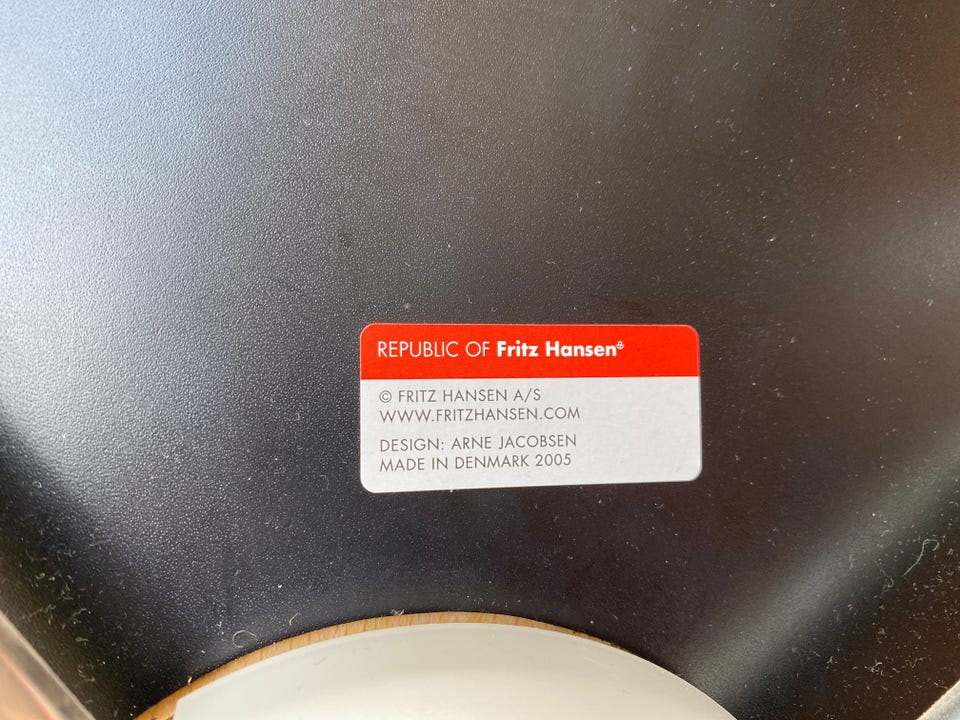 REPUBLIC OF Fritz Hansen®
© FRITZ HANSEN A/S
WWW.FRITZHANSEN.COM
DESIGN: ARNE JACOBSEN
MADE IN DENMARK 2005